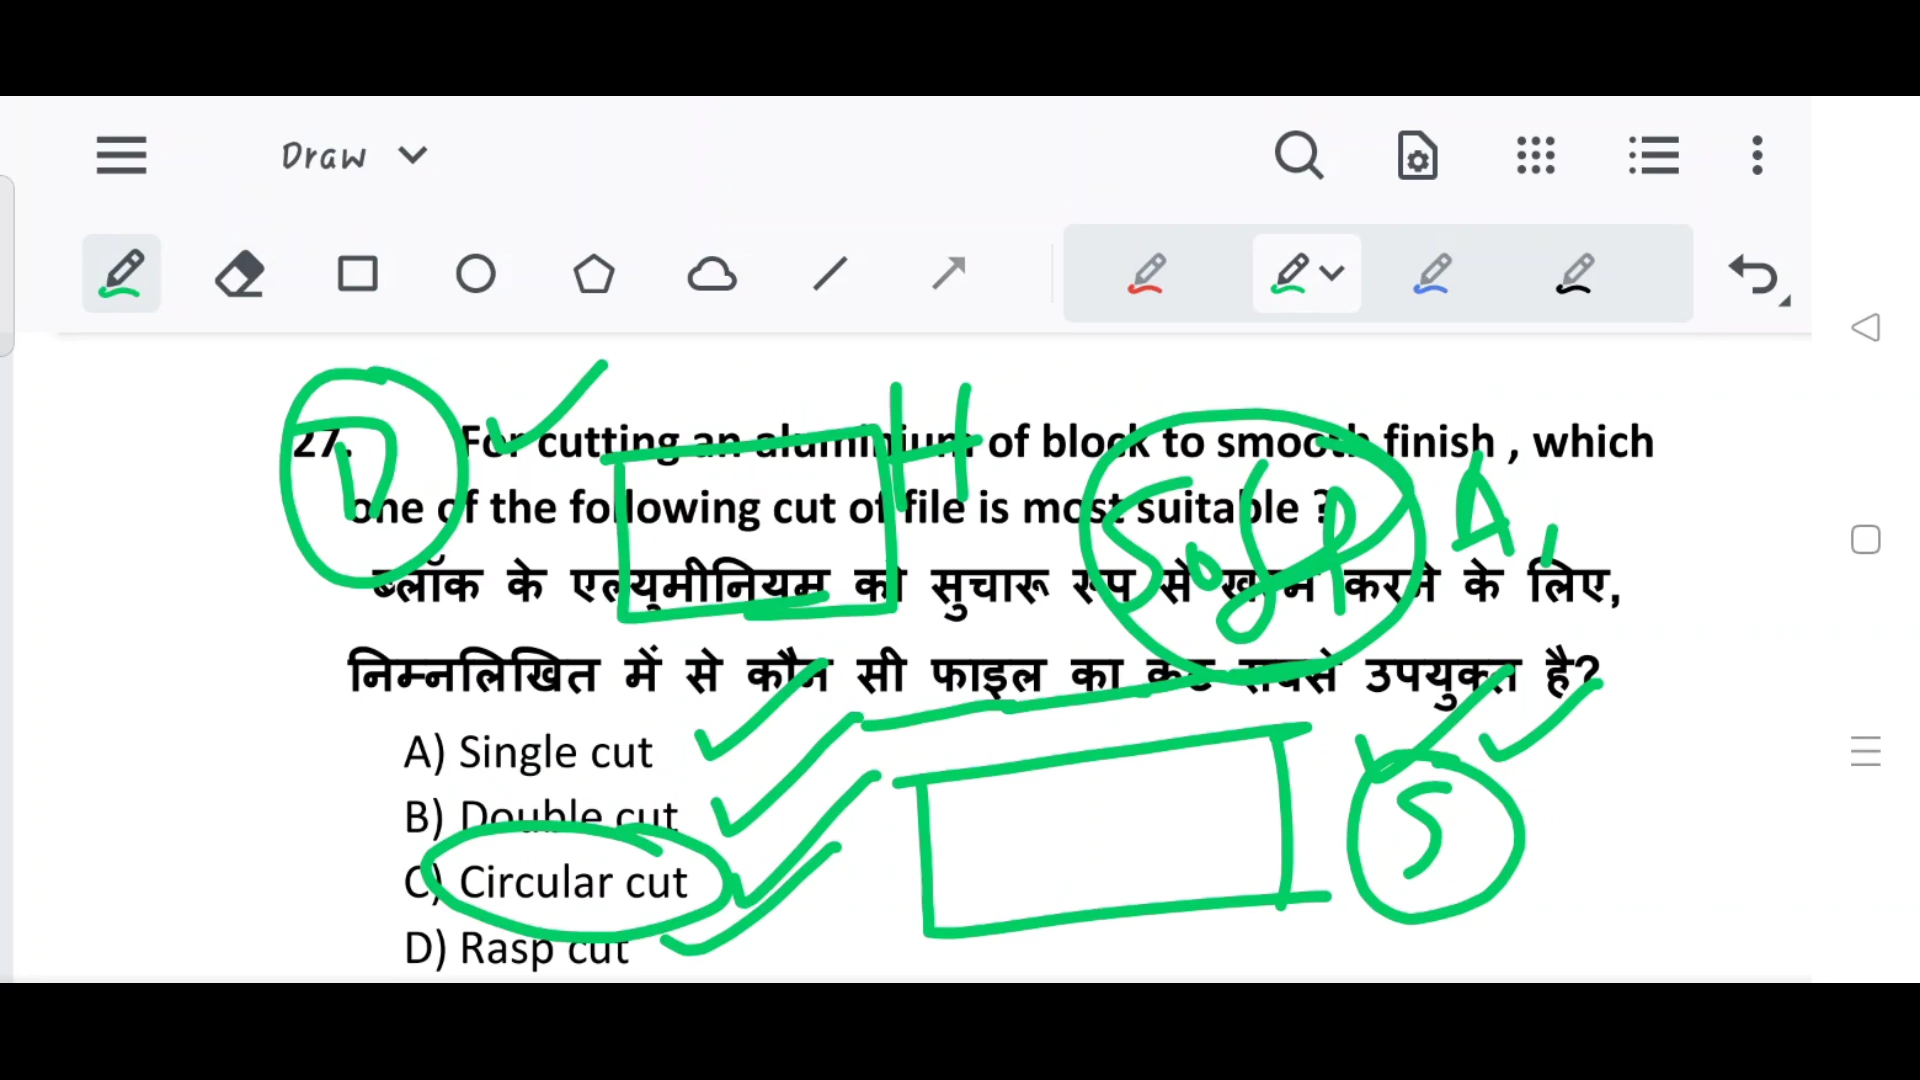 Draw
27. For cutting an aluminium of block to smooth finish , which
one of the following cut of file is most suitable ?
ब्लॉक के एल्युमीनियम को सुचारू रूप से खत्म करने के लिए,
निम्नलिखित में से कौन सी फाइल का कट सबसे उपयुक्त है?
A) Single cut
B) Double cut
C) Circular cut
D) Rasp cut
D
H
Soft
A,
S